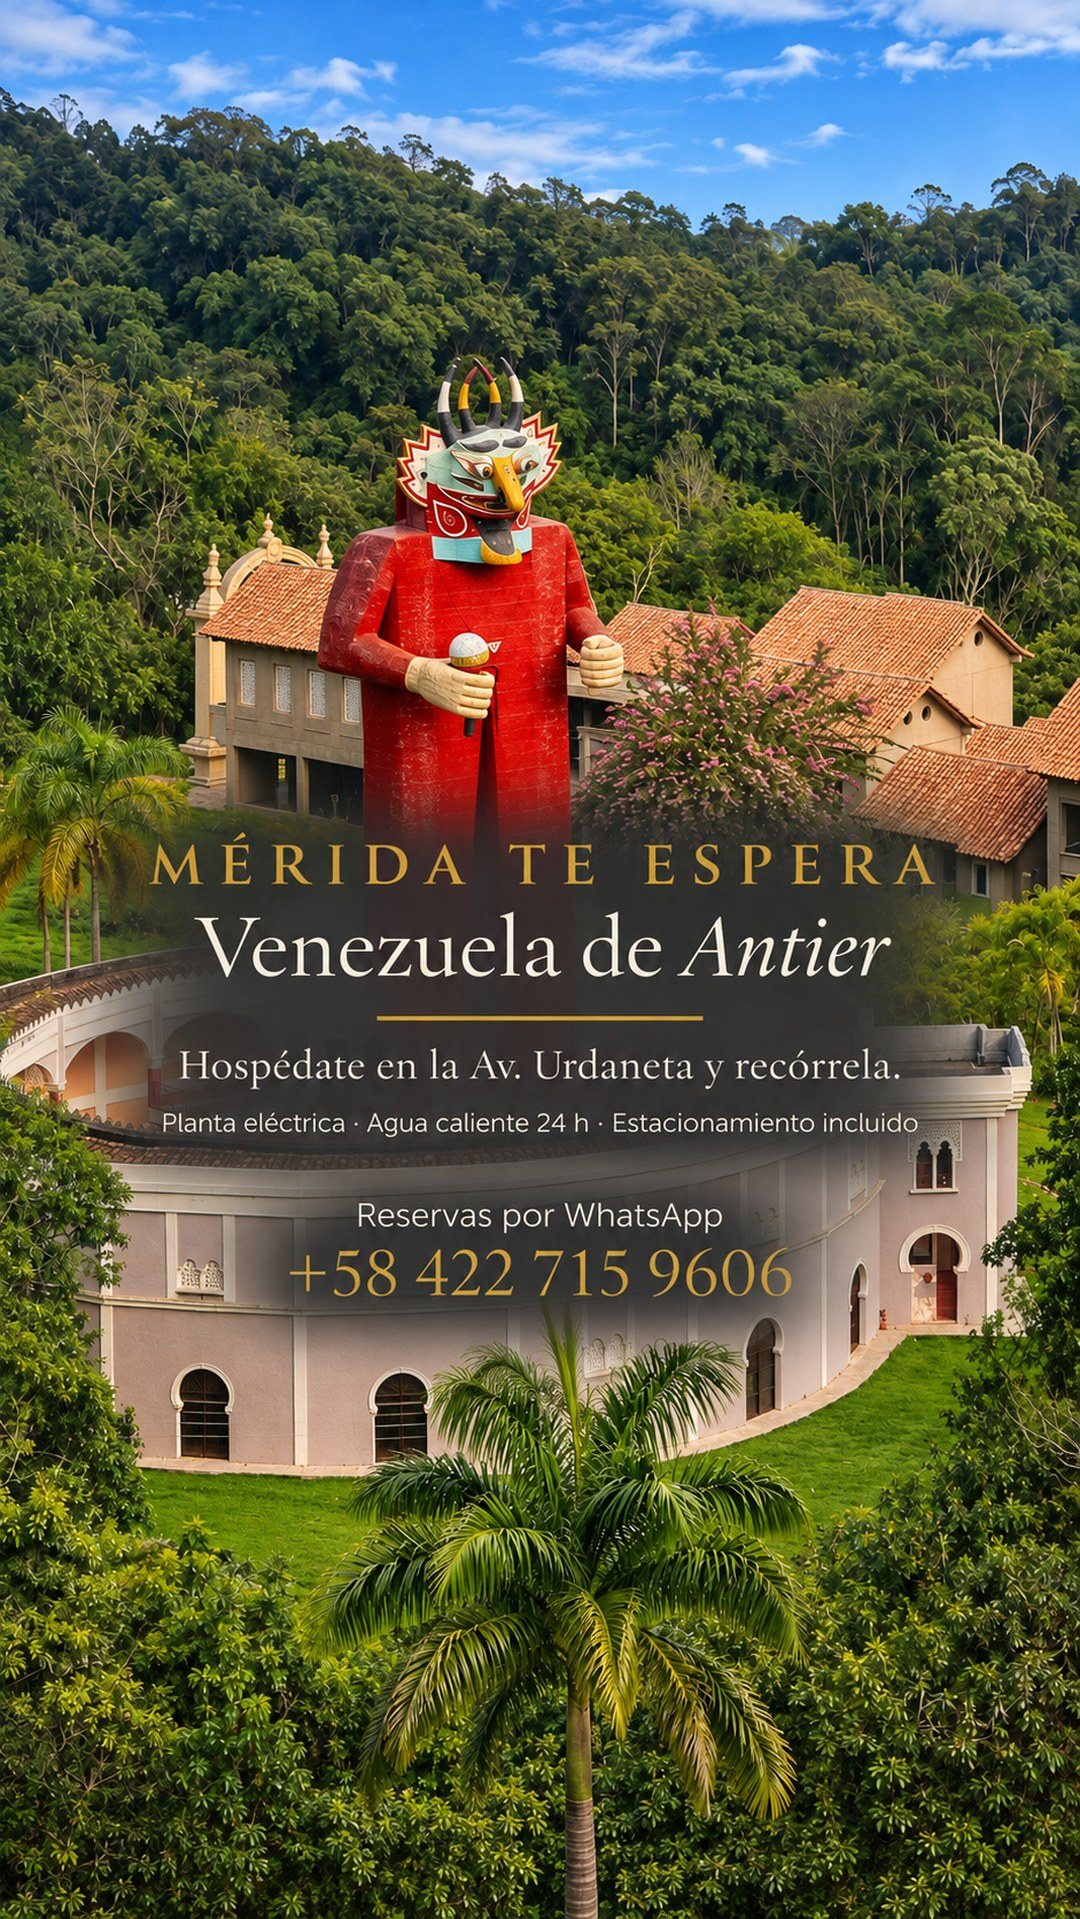 MÉRIDA TE ESPERA
Venezuela de Antier
Hospédate en la Av. Urdaneta y recórrela.
Planta eléctrica · Agua caliente 24 h · Estacionamiento incluido
Reservas por WhatsApp
+58 422 715 9606